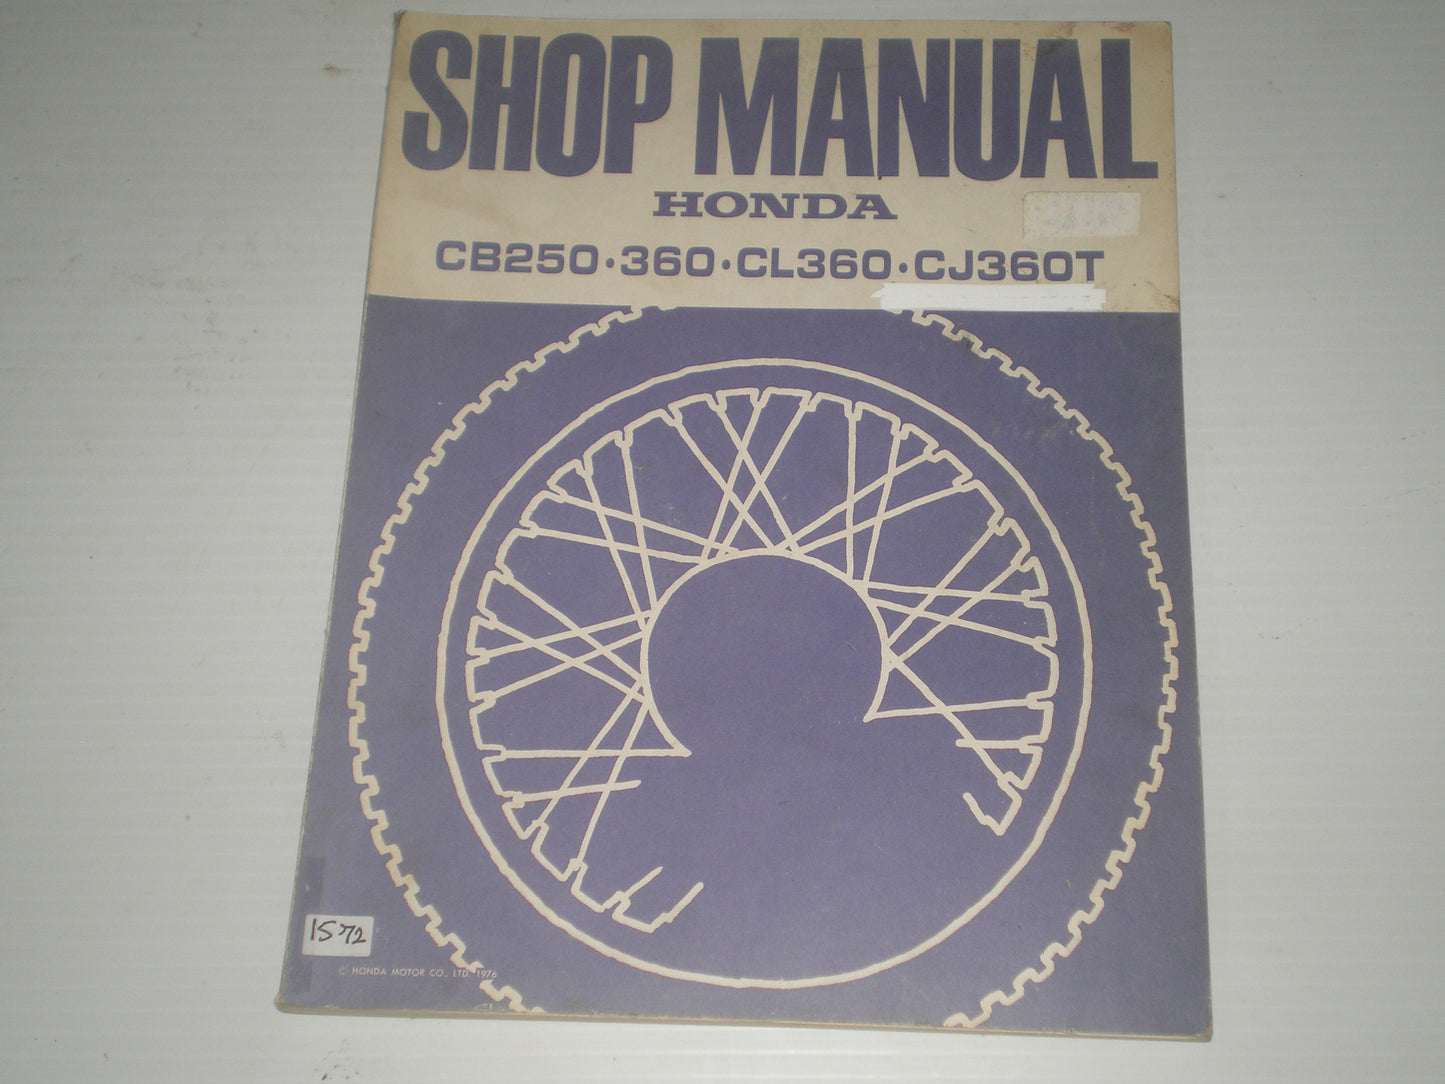 SHOP MANUAL
HONDA
CB250・360・CL360・CJ360T
1572
© HONDA MOTOR CO., LTD. 1976